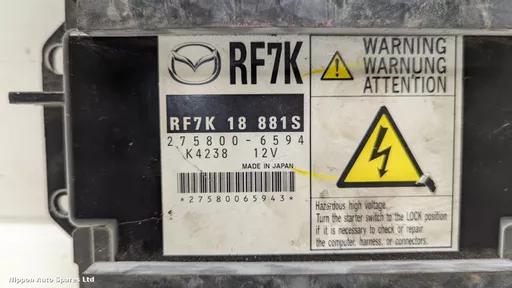 RF7K
RF7K 18 881S
275800-6594
K4238 12V
MADE IN JAPAN
*27580065943*
WARNING
WARNUNG
ATTENTION
Hazardous high voltage.
Turn the starter switch to the LOCK position
if it is necessary to check or repair
the computer, harness, or connectors.
Nippon Auto Spares Ltd